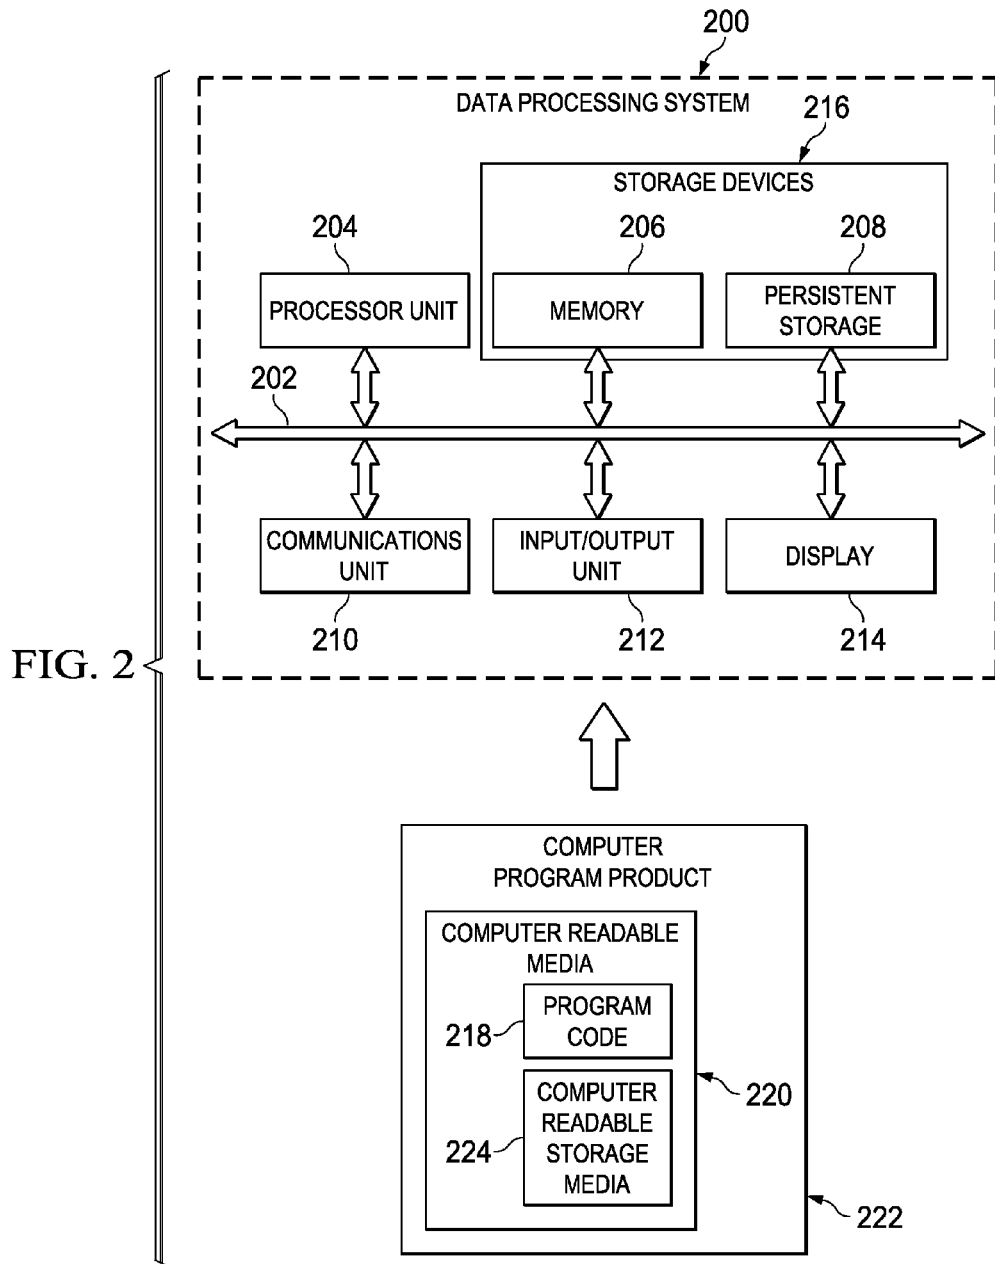 200
DATA PROCESSING SYSTEM
216
STORAGE DEVICES
204
206
208
PROCESSOR UNIT
MEMORY
PERSISTENT
STORAGE
202
COMMUNICATIONS
UNIT
INPUT/OUTPUT
UNIT
DISPLAY
210
212
214
FIG. 2
COMPUTER
PROGRAM PRODUCT
COMPUTER READABLE
MEDIA
218
PROGRAM
CODE
220
224
COMPUTER
READABLE
STORAGE
MEDIA
222